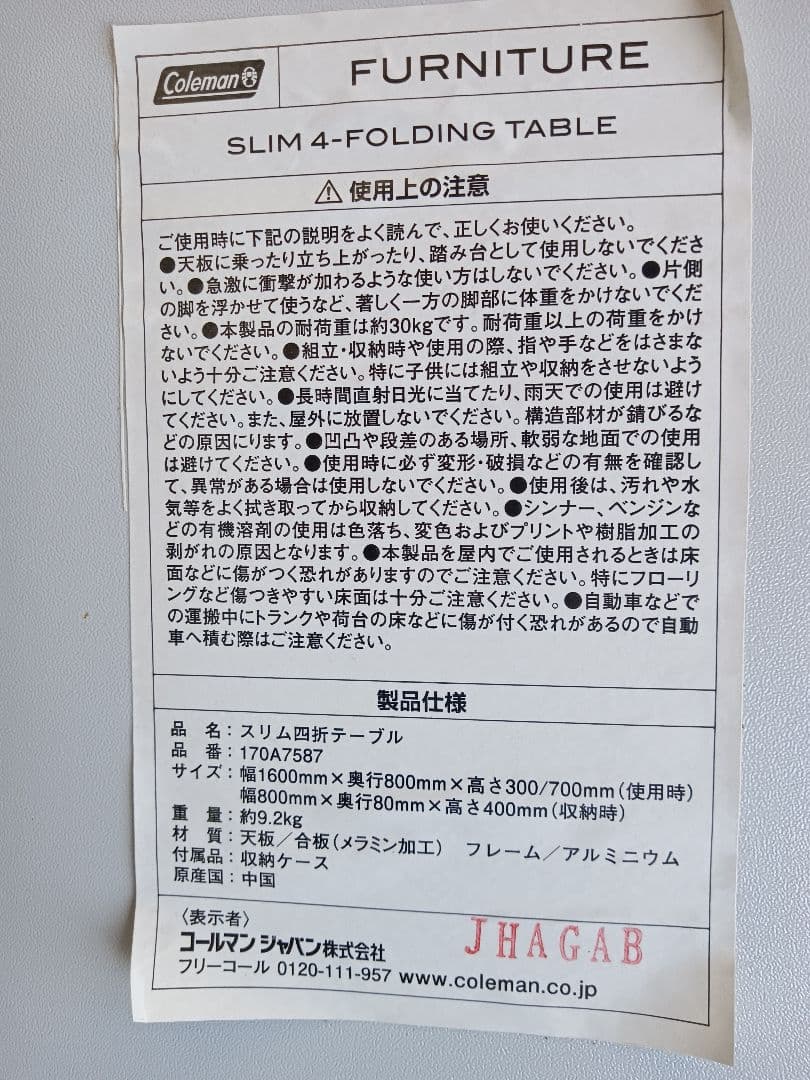 Coleman
FURNITURE
SLIM 4-FOLDING TABLE
⚠使用上の注意
ご使用時に下記の説明をよく読んで、正しくお使いください。
●天板に乗ったり立ち上がったり、踏み台として使用しないでくださ
い。●急激に衝撃が加わるような使い方はしないでください。●片側
の脚を浮かせて使うなど、著しく一方の脚部に体重をかけないでくだ
さい。●本製品の耐荷重は約30kgです。耐荷重以上の荷重をかけ
ないでください。●組立・収納時や使用の際、指や手などをはさまな
いよう十分ご注意ください。特に子供には組立や収納をさせないよう
にしてください。●長時間直射日光に当てたり、雨天での使用は避け
てください。また、屋外に放置しないでください。構造部材が錆びるな
どの原因にります。●凹凸や段差のある場所、軟弱な地面での使用
は避けてください。●使用時に必ず変形・破損などの有無を確認し
て、異常がある場合は使用しないでください。●使用後は、汚れや水
気等をよく拭き取ってから収納してください。●シンナー、ベンジンな
どの有機溶剤の使用は色落ち、変色およびプリントや樹脂加工の
剥がれの原因となります。●本製品を屋内でご使用されるときは床
面などに傷がつく恐れがありますのでご注意ください。特にフローリ
ングなど傷つきやすい床面は十分ご注意ください。●自動車などで
の運搬中にトランクや荷台の床などに傷が付く恐れがあるので自動
車へ積む際はご注意ください。
製品仕様
品 名：スリム四折テーブル
品 番：170A7587
サイズ：幅1600mm×奥行800mm×高さ300/700mm（使用時）
幅800mm×奥行80mm×高さ400mm（収納時）
重 量：約9.2kg
材 質：天板／合板（メラミン加工） フレーム／アルミニウム
付属品：収納ケース
原産国：中国
〈表示者〉
コールマン ジャパン株式会社
JHAGAB
フリーコール 0120-111-957 www.coleman.co.jp